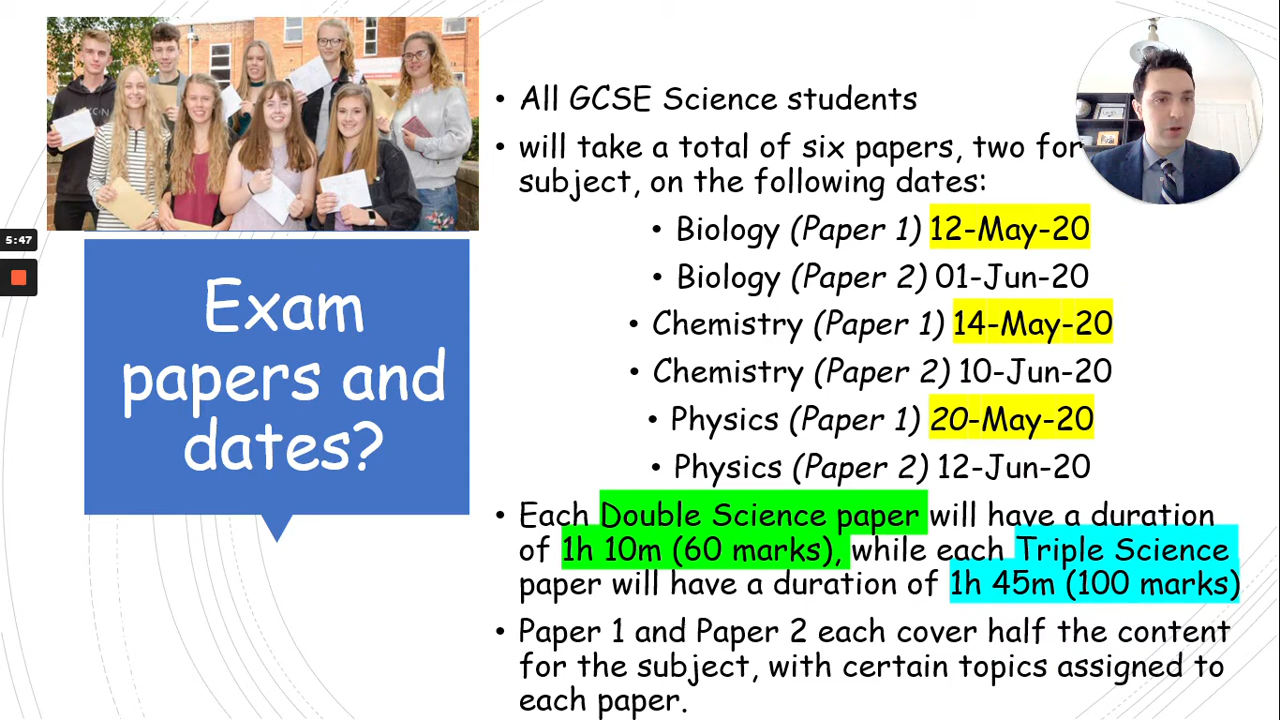 5:47
Exam
papers and
dates?
• All GCSE Science students
• will take a total of six papers, two for
subject, on the following dates:
• Biology (Paper 1) 12-May-20
• Biology (Paper 2) 01-Jun-20
• Chemistry (Paper 1) 14-May-20
• Chemistry (Paper 2) 10-Jun-20
• Physics (Paper 1) 20-May-20
• Physics (Paper 2) 12-Jun-20
• Each Double Science paper will have a duration
of 1h 10m (60 marks), while each Triple Science
paper will have a duration of 1h 45m (100 marks)
• Paper 1 and Paper 2 each cover half the content
for the subject, with certain topics assigned to
each paper.